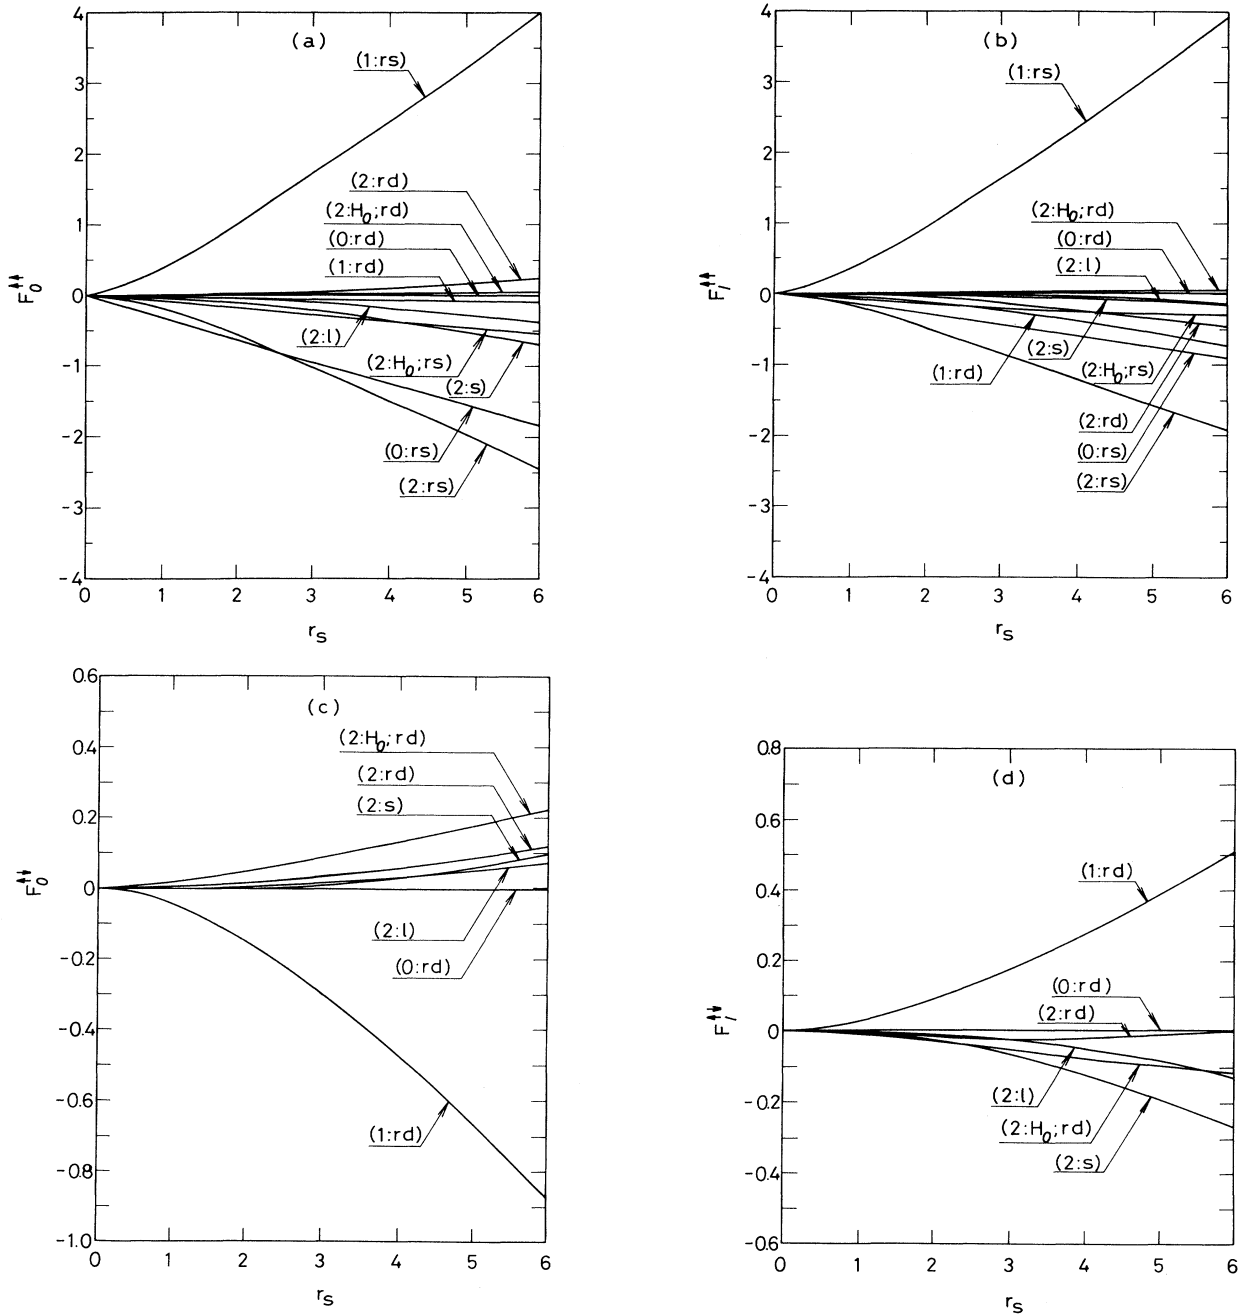 4
(a)
(1:rs)
3
2
(2:rd)
1
(2:H₀;rd)
(0:rd)
(1:rd)
F₀↑↑
0
(2:l)
(2:H₀;rs)
-1
(2:s)
(0:rs)
-2
(2:rs)
-3
-4
0 1 2 3 4 5 6
rs
4
(b)
(1:rs)
3
2
(2:H₀;rd)
1
(0:rd)
(2:l)
F₁↑↑
0
(2:s)
(1:rd)
(2:H₀;rs)
-1
(2:rd)
(0:rs)
-2
(2:rs)
-3
-4
0 1 2 3 4 5 6
rs
0.6
(c)
(2:H₀;rd)
0.4
(2:rd)
(2:s)
0.2
F₀↑↓
0
(2:l)
-0.2
(0:rd)
-0.4
-0.6
(1:rd)
-0.8
-1.0
0 1 2 3 4 5 6
rs
0.8
(d)
0.6
(1:rd)
0.4
0.2
(0:rd)
(2:rd)
F₁↑↓
0
(2:l)
-0.2
(2:H₀;rd)
(2:s)
-0.4
-0.6
0 1 2 3 4 5 6
rs